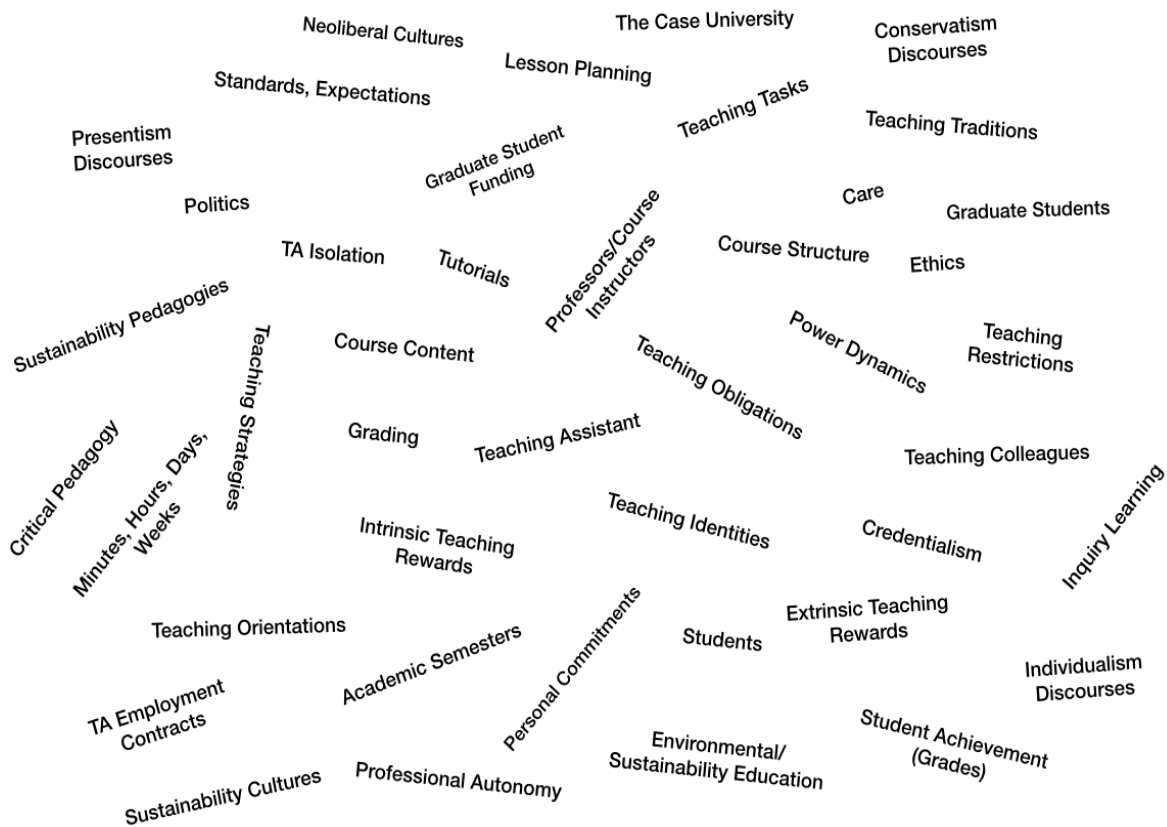 Neoliberal Cultures
The Case University
Conservatism
Discourses
Lesson Planning
Standards, Expectations
Teaching Tasks
Presentism
Discourses
Graduate Student
Funding
Teaching Traditions
Politics
Care
Graduate Students
TA Isolation
Tutorials
Professors/Course
Instructors
Course Structure
Ethics
Sustainability Pedagogies
Teaching Strategies
Course Content
Teaching Obligations
Power Dynamics
Teaching
Restrictions
Critical Pedagogy
Minutes, Hours, Days,
Weeks
Grading
Teaching Assistant
Teaching Colleagues
Intrinsic Teaching
Rewards
Teaching Identities
Credentialism
Inquiry Learning
Teaching Orientations
Academic Semesters
Personal Commitments
Students
Extrinsic Teaching
Rewards
Individualism
Discourses
TA Employment
Contracts
Student Achievement
(Grades)
Sustainability Cultures
Professional Autonomy
Environmental/
Sustainability Education